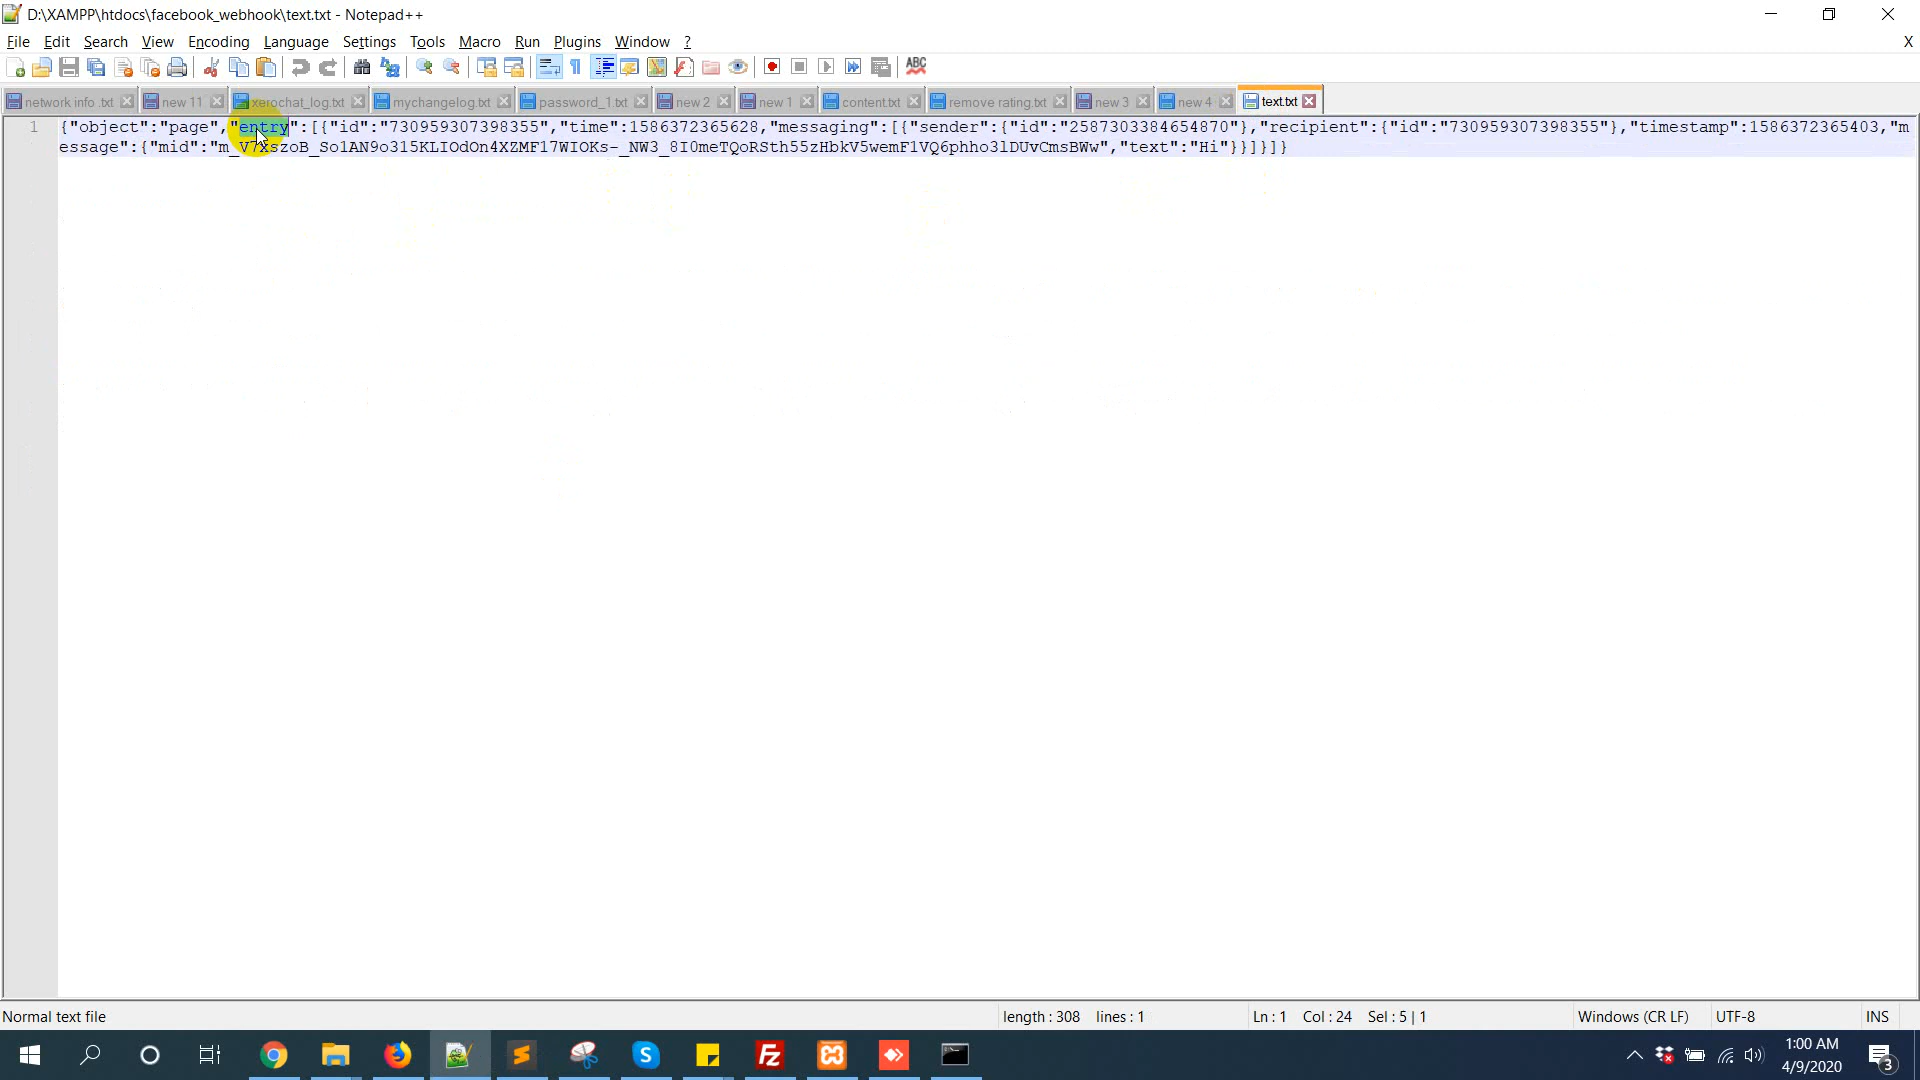 D:\XAMPP\htdocs\facebook_webhook\text.txt - Notepad++
File Edit Search View Encoding Language Settings Tools Macro Run Plugins Window ? X
ABC
network info .txt new 11 xerochat_log.txt mychangelog.txt password_1.txt new 2 new 1 content.txt remove rating.txt new 3 new 4 text.txt
1 {"object":"page","entry":[{"id":"730959307398355","time":1586372365628,"messaging":[{"sender":{"id":"2587303384654870"},"recipient":{"id":"730959307398355"},"timestamp":1586372365403,"m
essage":{"mid":"m_V7xszoB_So1AN9o315KLIOdOn4XZMF17WIOKs-_NW3_8I0meTQoRSth55zHbkV5wemF1VQ6phho3lDUvCmsBWw","text":"Hi"}}]}]}
Normal text file length : 308 lines : 1 Ln : 1 Col : 24 Sel : 5 | 1 Windows (CR LF) UTF-8 INS
1:00 AM
4/9/2020
3